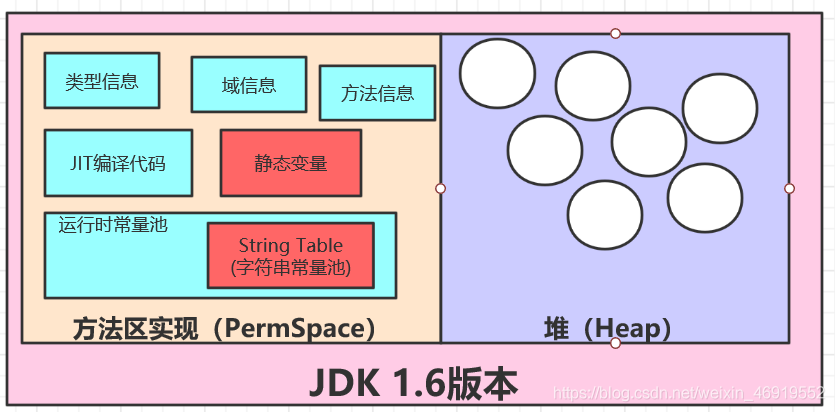 类型信息
域信息
方法信息
JIT编译代码
静态变量
运行时常量池
String Table
(字符串常量池)
方法区实现（PermSpace）
堆（Heap）
JDK 1.6版本
https://blog.csdn.net/weixin_46919552